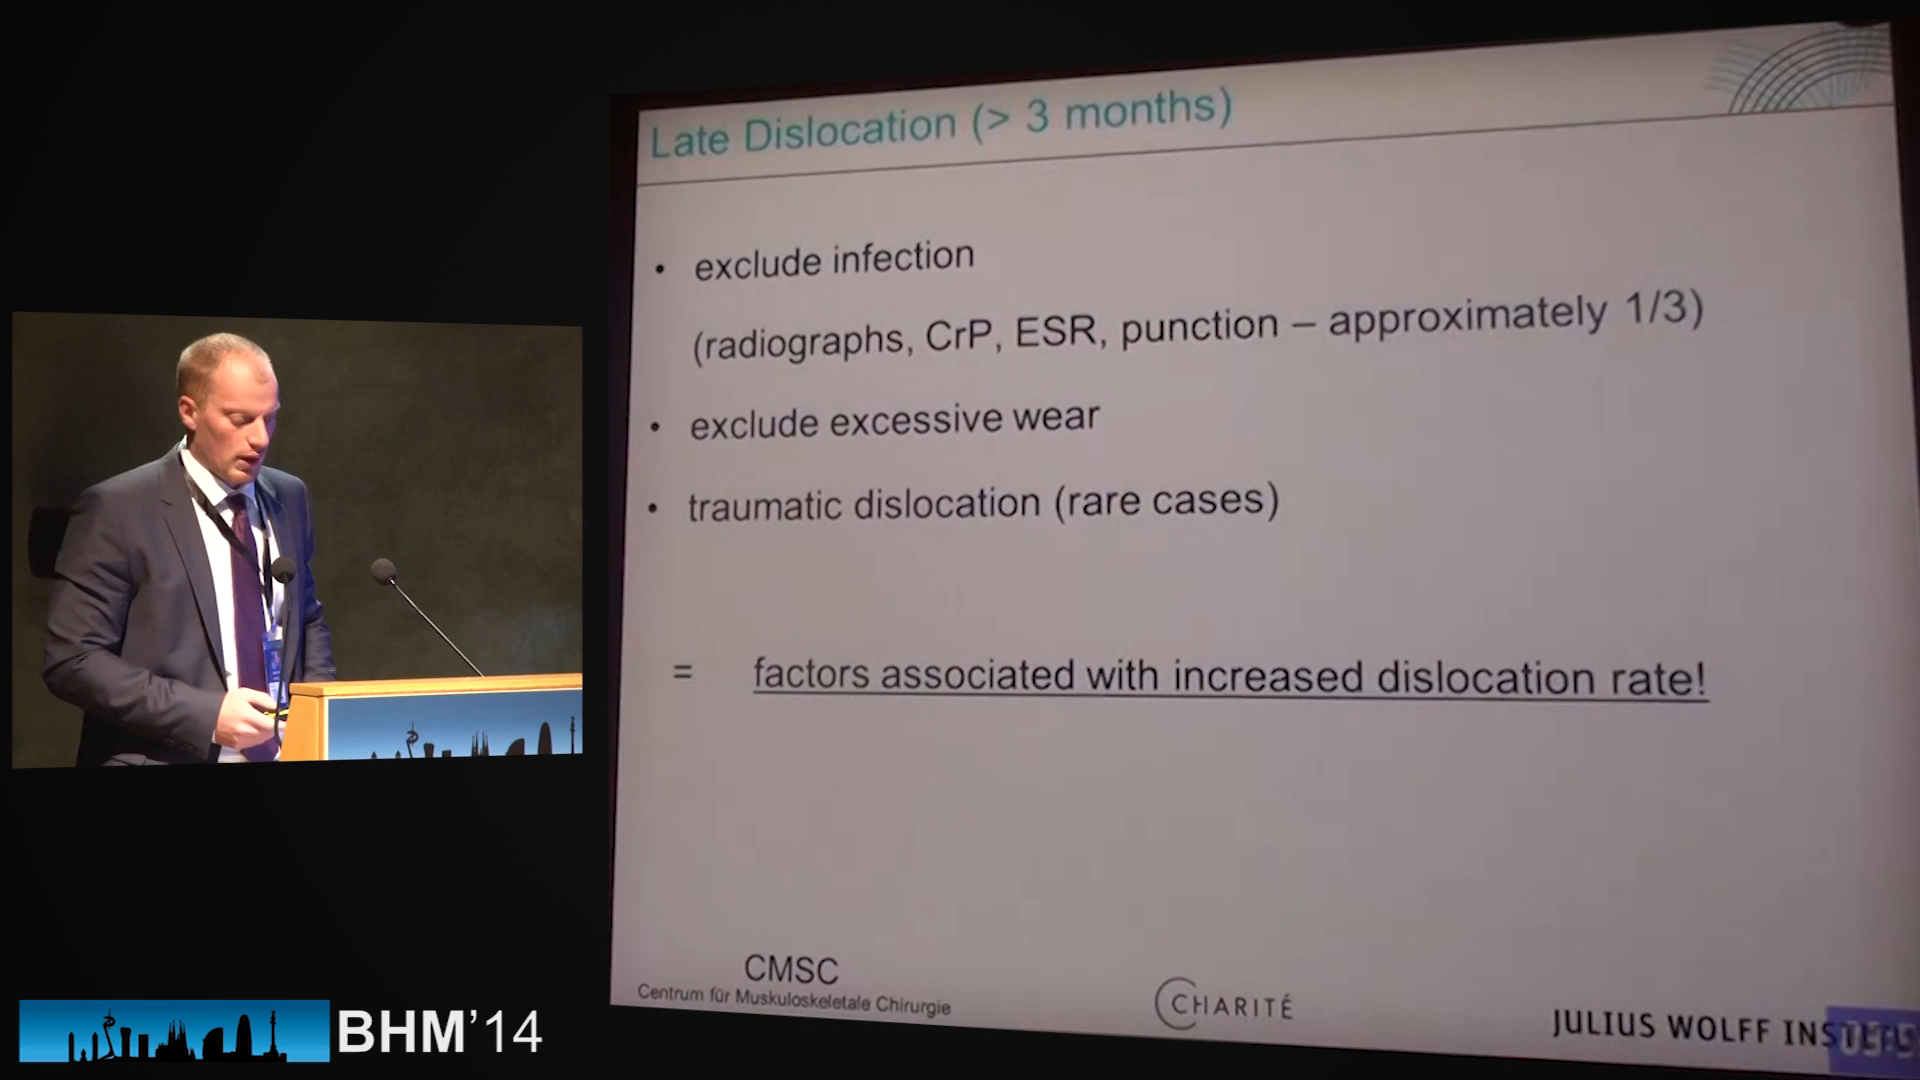 Late Dislocation (> 3 months)
• exclude infection
(radiographs, CrP, ESR, punction – approximately 1/3)
• exclude excessive wear
• traumatic dislocation (rare cases)
= factors associated with increased dislocation rate!
CMSC
Centrum für Muskuloskeletale Chirurgie
CHARITÉ
JULIUS WOLFF
BHM’14